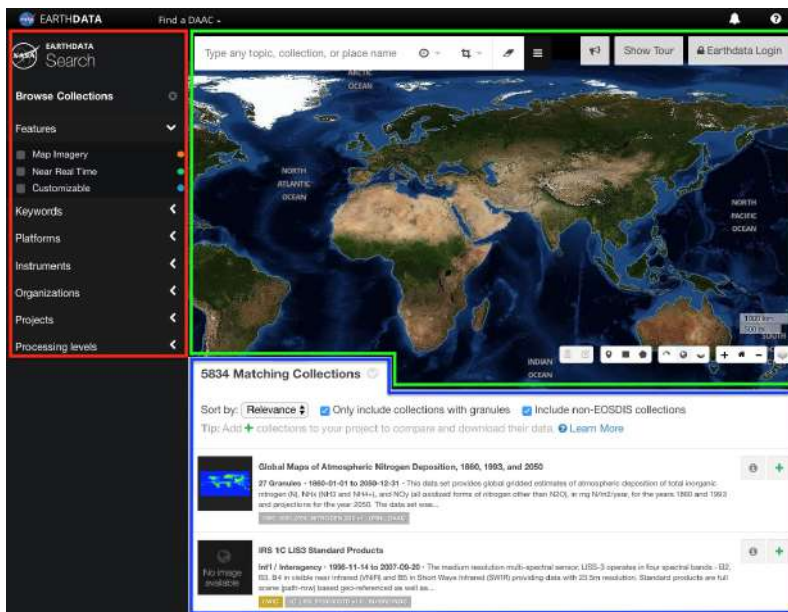 EARTHDATA
Find a DAAC
EARTHDATA
Search
Type any topic, collection, or place name
Show Tour
Earthdata Login
Browse Collections
Features
Map Imagery
Near Real Time
Customizable
Keywords
Platforms
Instruments
Organizations
Projects
Processing levels
ARCTIC
OCEAN
NORTH
ATLANTIC
OCEAN
NORTH
PACIFIC
OCEAN
INDIAN
OCEAN
1000 km
500 mi
SOUTH
5834 Matching Collections
Sort by: Relevance Only include collections with granules Include non-EOSDIS collections
Tip: Add + collections to your project to compare and download their data. Learn More
Global Maps of Atmospheric Nitrogen Deposition, 1860, 1993, and 2050
27 Granules - 1860-01-01 to 2050-12-31 - This data set provides global gridded estimates of atmospheric deposition of total inorganic
nitrogen (N), NHx (NH3 and NH4+), and NOy (all oxidized forms of nitrogen other than N2O), in mg N/m2/year, for the years 1860 and 1993
and projections for the year 2050. The data set was...
No image
available
IRS 1C LIS3 Standard Products
Int'l / Interagency - 1996-11-14 to 2007-09-20 - The medium resolution multi-spectral sensor, LISS-3 operates in four spectral bands - B2,
B3, B4 in visible near infrared (VNIR) and B5 in Short Wave Infrared (SWIR) providing data with 23.5m resolution. Standard products are full
scene (path-row) based geo-referenced as well as...
CWIC